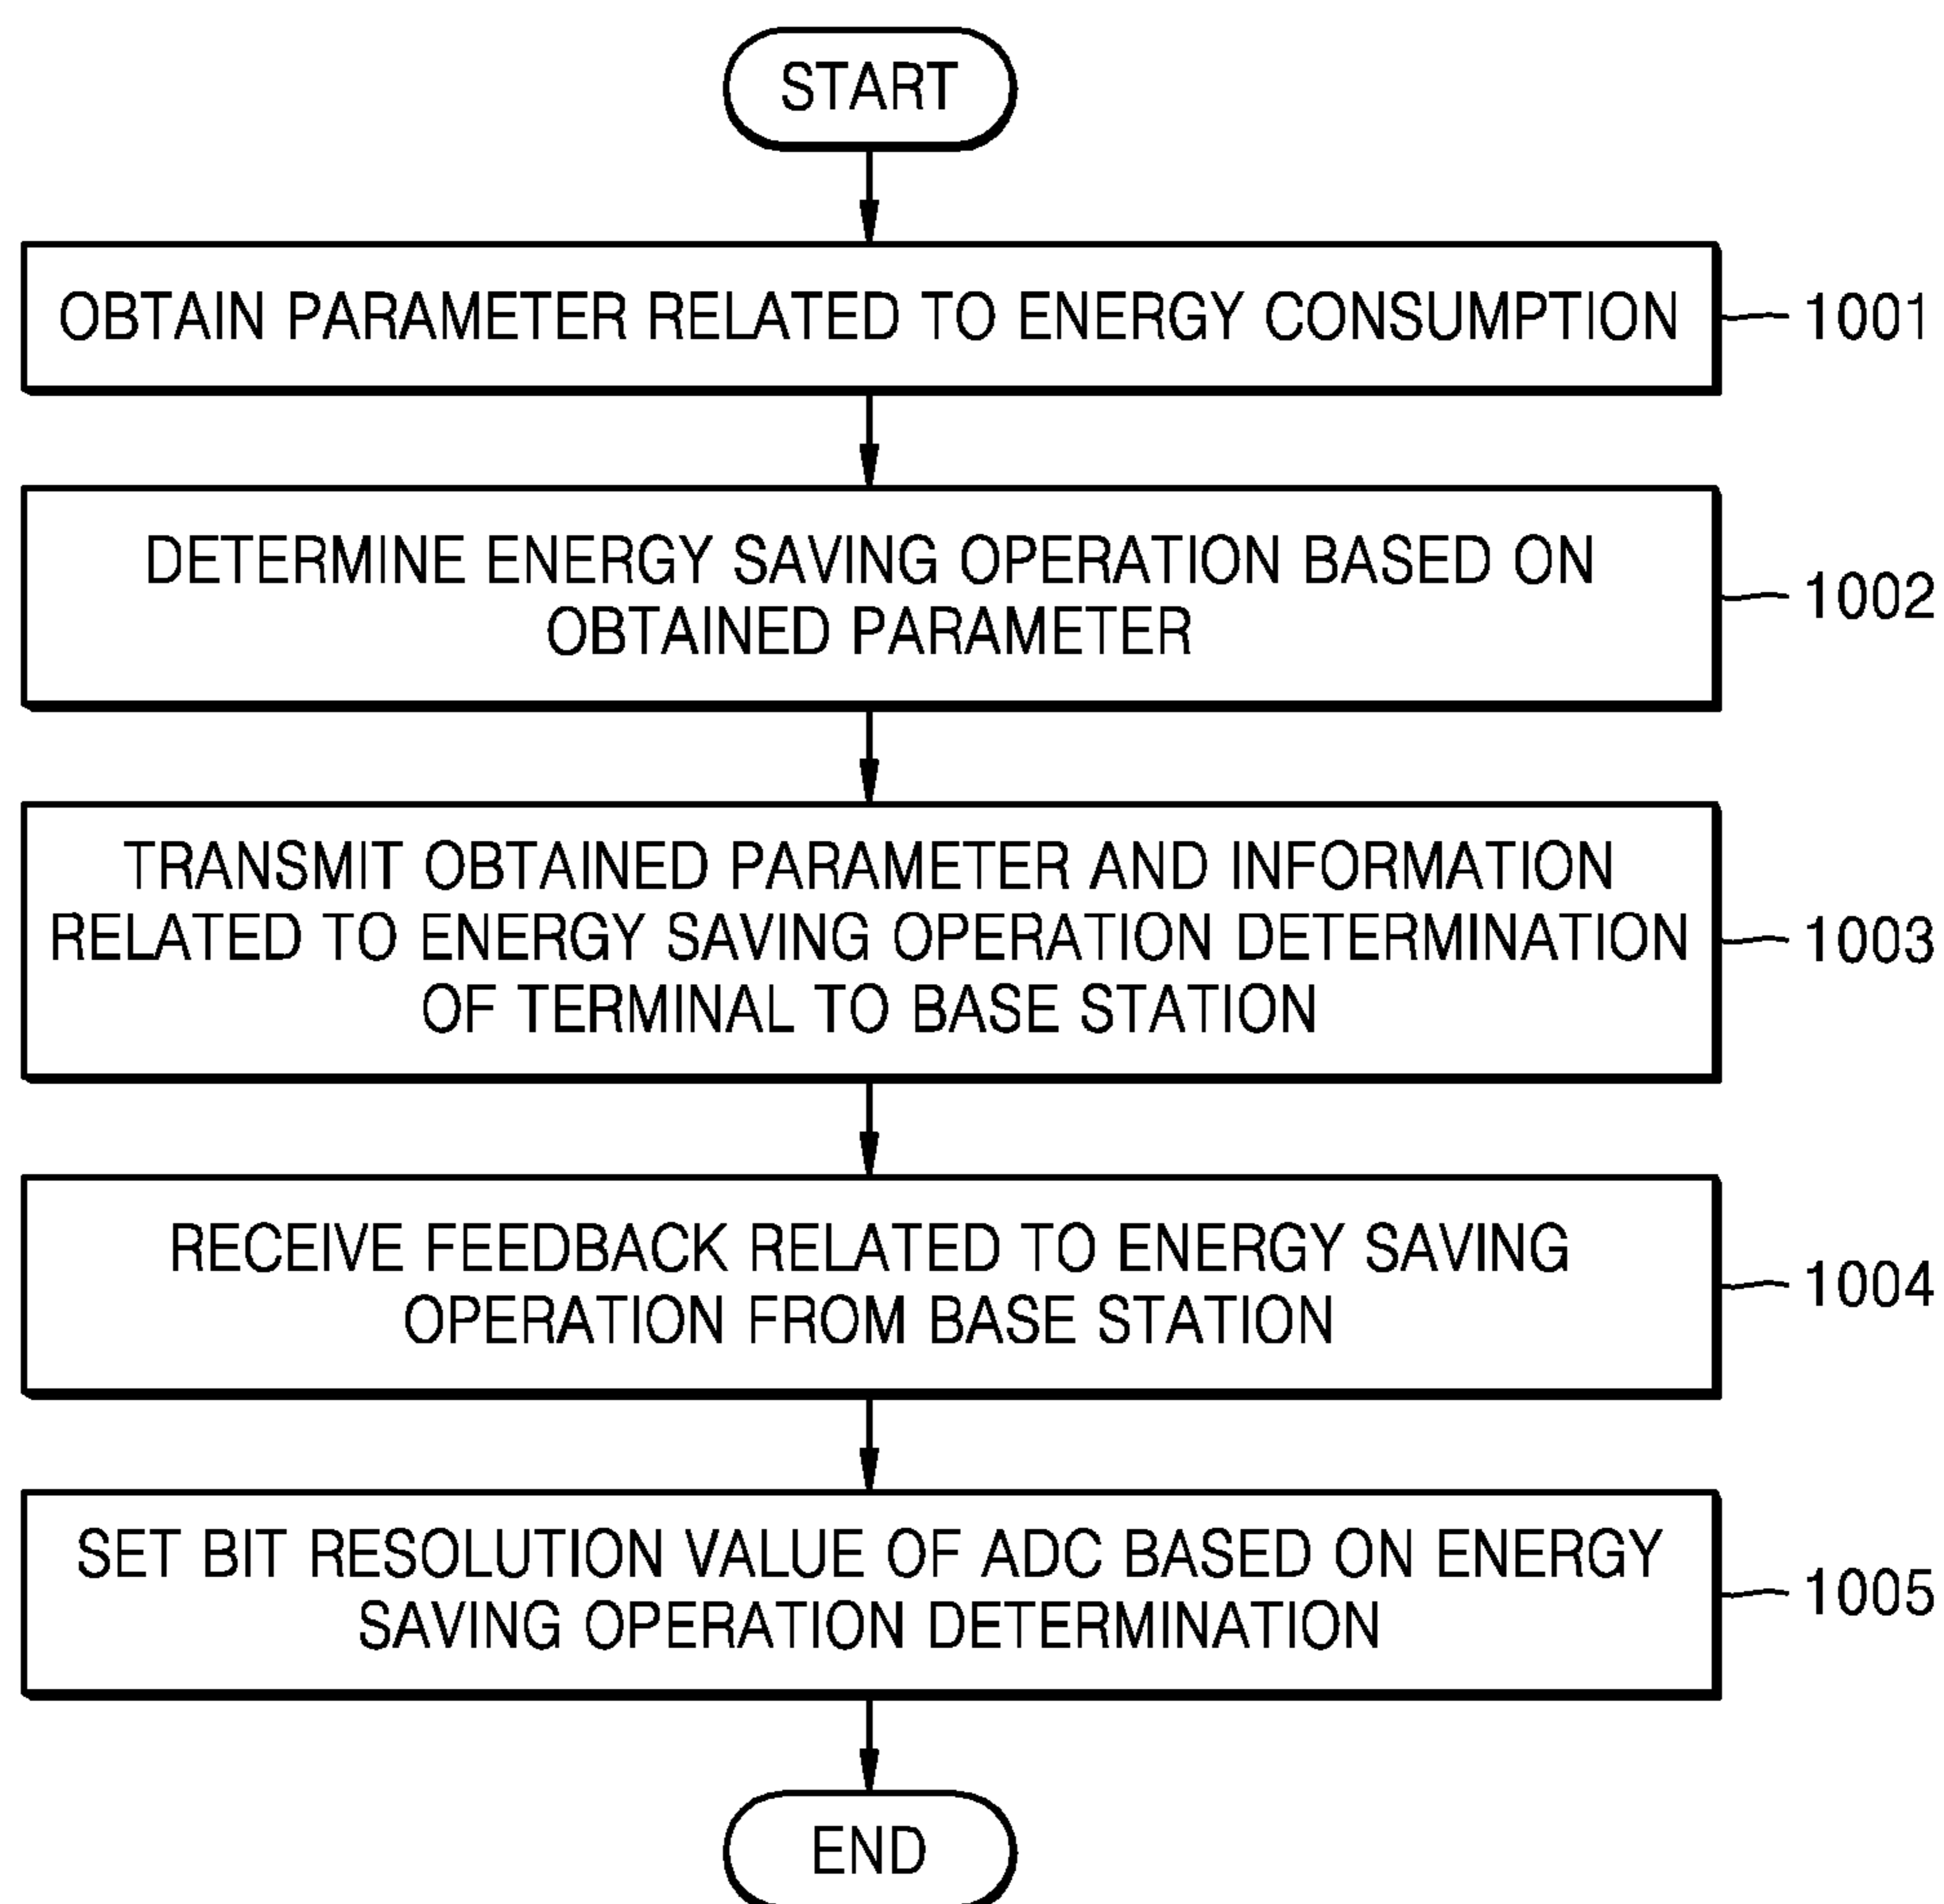 START
OBTAIN PARAMETER RELATED TO ENERGY CONSUMPTION
1001
DETERMINE ENERGY SAVING OPERATION BASED ON
OBTAINED PARAMETER
1002
TRANSMIT OBTAINED PARAMETER AND INFORMATION
RELATED TO ENERGY SAVING OPERATION DETERMINATION
OF TERMINAL TO BASE STATION
1003
RECEIVE FEEDBACK RELATED TO ENERGY SAVING
OPERATION FROM BASE STATION
1004
SET BIT RESOLUTION VALUE OF ADC BASED ON ENERGY
SAVING OPERATION DETERMINATION
1005
END